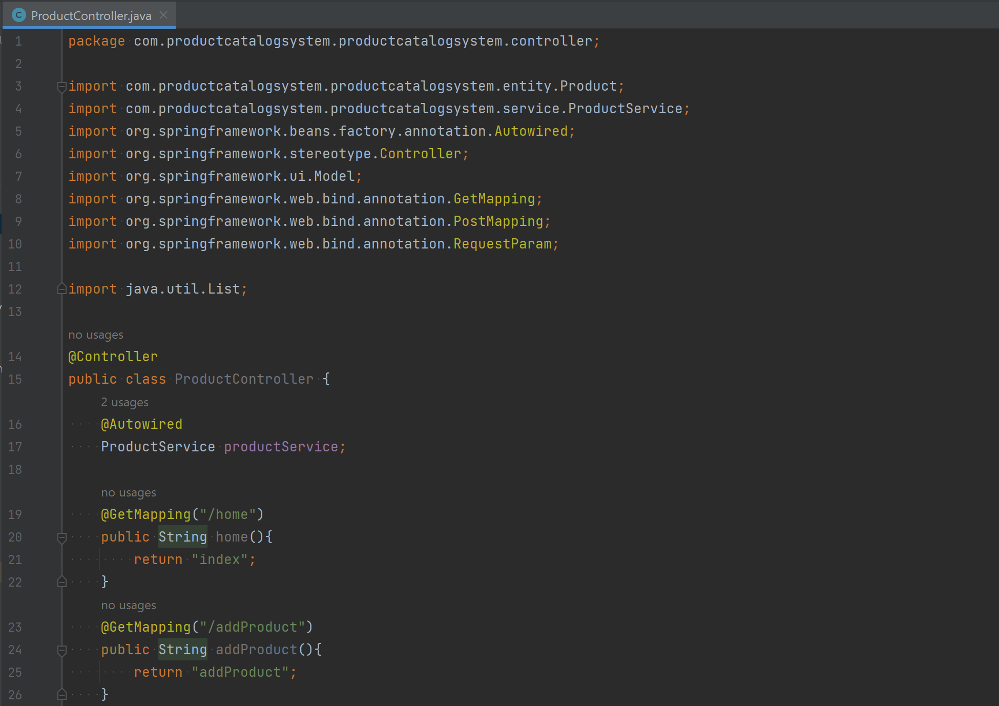 ProductController.java
1 package com.productcatalogsystem.productcatalogsystem.controller;
2
3 import com.productcatalogsystem.productcatalogsystem.entity.Product;
4 import com.productcatalogsystem.productcatalogsystem.service.ProductService;
5 import org.springframework.beans.factory.annotation.Autowired;
6 import org.springframework.stereotype.Controller;
7 import org.springframework.ui.Model;
8 import org.springframework.web.bind.annotation.GetMapping;
9 import org.springframework.web.bind.annotation.PostMapping;
10 import org.springframework.web.bind.annotation.RequestParam;
11
12 import java.util.List;
13
no usages
14 @Controller
15 public class ProductController {
2 usages
16 @Autowired
17 ProductService productService;
18
no usages
19 @GetMapping("/home")
20 public String home(){
21 return "index";
22 }
no usages
23 @GetMapping("/addProduct")
24 public String addProduct(){
25 return "addProduct";
26 }